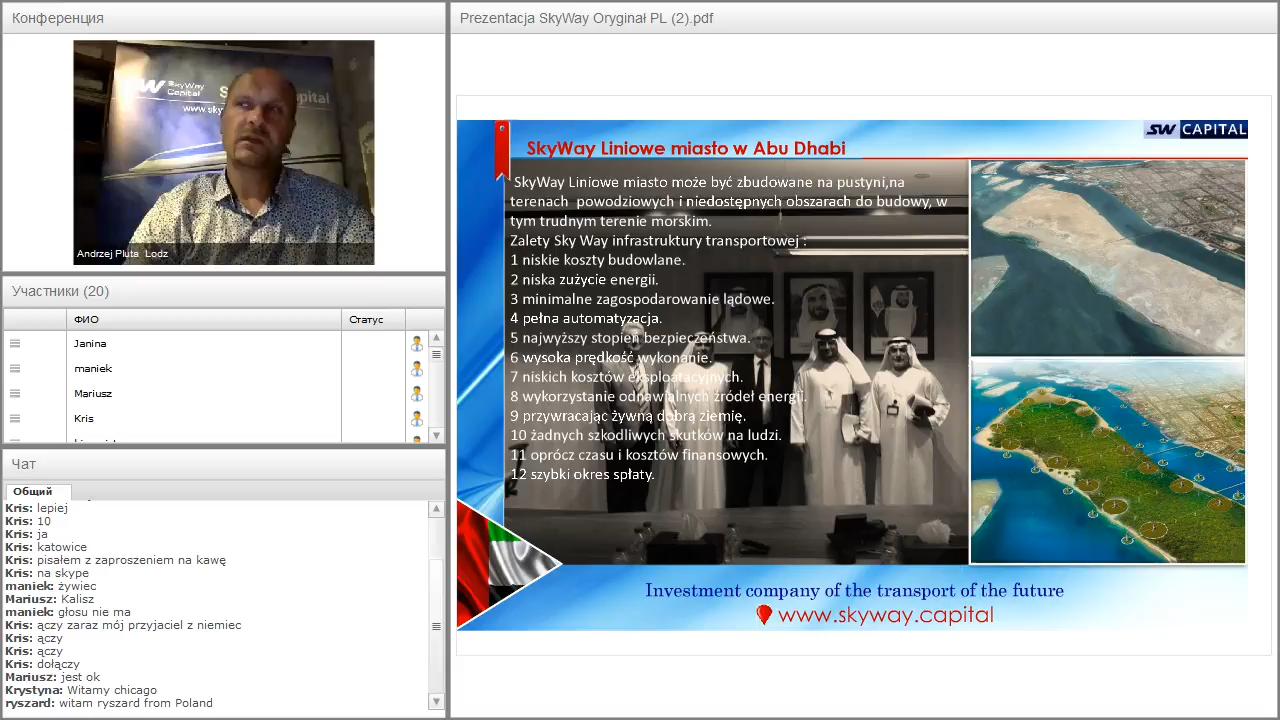 Конференция
SkyWay
Capital
www.sky
Andrzej Pluta Lodz
Участники (20)
ФИО
Статус
Janina
maniek
Mariusz
Kris
Чат
Общий
Kris: lepiej
Kris: 10
Kris: ja
Kris: katowice
Kris: pisałem z zaproszeniem na kawę
Kris: na skype
maniek: żywiec
Mariusz: Kalisz
maniek: głosu nie ma
Kris: ączy zaraz mój przyjaciel z niemiec
Kris: ączy
Kris: ączy
Kris: dołączy
Mariusz: jest ok
Krystyna: Witamy chicago
ryszard: witam ryszard from Poland
Prezentacja SkyWay Oryginał PL (2).pdf
SW CAPITAL
SkyWay Liniowe miasto w Abu Dhabi
SkyWay Liniowe miasto może być zbudowane na pustyni,na
terenach powodziowych i niedostępnych obszarach do budowy, w
tym trudnym terenie morskim.
Zalety Sky Way infrastruktury transportowej :
1 niskie koszty budowlane.
2 niska zużycie energii.
3 minimalne zagospodarowanie lądowe.
4 pełna automatyzacja.
5 najwyższy stopień bezpieczeństwa.
6 wysoka prędkość wykonanie.
7 niskich kosztów eksploatacyjnych.
8 wykorzystanie odnawialnych źródeł energii.
9 przywracając żywną dobrą ziemię.
10 żadnych szkodliwych skutków na ludzi.
11 oprócz czasu i kosztów finansowych.
12 szybki okres spłaty.
Investment company of the transport of the future
www.skyway.capital